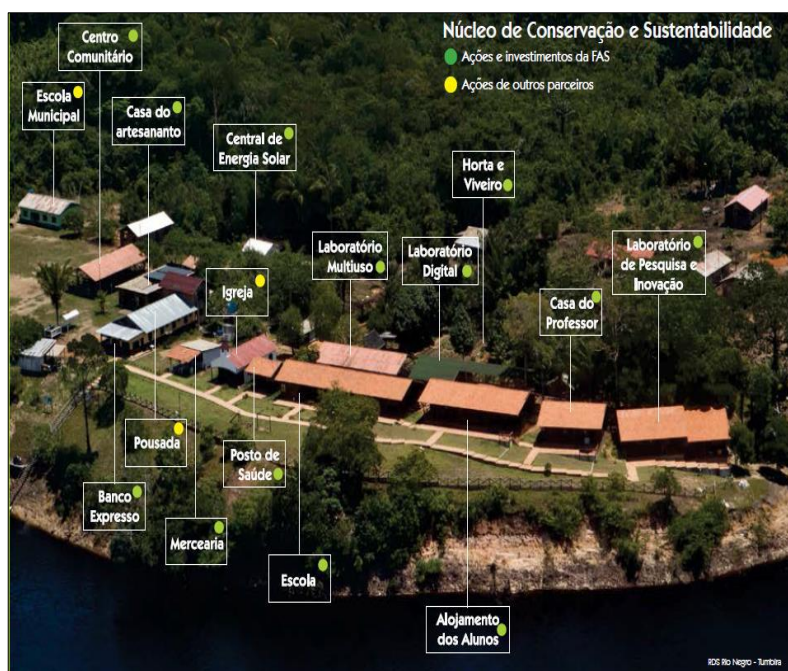 Núcleo de Conservação e Sustentabilidade
Ações e investimentos da FAS
Ações de outros parceiros
Centro
Comunitário
Escola
Municipal
Casa do
artesananto
Central de
Energia Solar
Horta e
Viveiro
Laboratório
Multiuso
Laboratório
Digital
Laboratório
de Pesquisa e
Inovação
Igreja
Casa do
Professor
Pousada
Posto de
Saúde
Banco
Expresso
Mercearia
Escola
Alojamento
dos Alunos
RDS Rio Negro - Tumbira